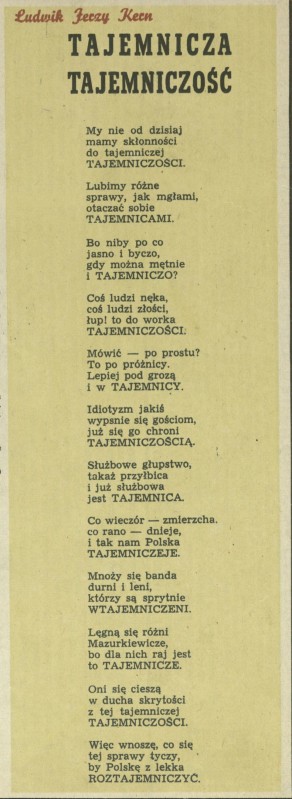 Ludwik Jerzy Kern
TAJEMNICZA
TAJEMNICZOŚĆ
My nie od dzisiaj
mamy skłonności
do tajemniczej
TAJEMNICZOŚCI.
Lubimy różne
sprawy, jak mgłami,
otaczać sobie
TAJEMNICAMI.
Bo niby po co
jasno i byczo,
gdy można mętnie
i TAJEMNICZO?
Coś ludzi nęka,
coś ludzi złości,
łup! to do worka
TAJEMNICZOŚCI.
Mówić — po prostu?
To po próżnicy.
Lepiej pod grozą
i w TAJEMNICY.
Idiotyzm jakiś
wypsnie się gościom,
już się go chroni
TAJEMNICZOŚCIĄ.
Służbowe głupstwo,
takaż przyłbica
i już służbowa
jest TAJEMNICA.
Co wieczór — zmierzcha.
co rano — dnieje,
i tak nam Polska
TAJEMNICZEJE.
Mnoży się banda
durni i leni,
którzy są sprytnie
WTAJEMNICZENI.
Lęgną się różni
Mazurkiewicze,
bo dla nich raj jest
to TAJEMNICZE.
Oni się cieszą
w ducha skrytości
z tej tajemniczej
TAJEMNICZOŚCI.
Więc wnoszę, co się
tej sprawy tyczy,
by Polskę z lekka
ROZTAJEMNICZYĆ.